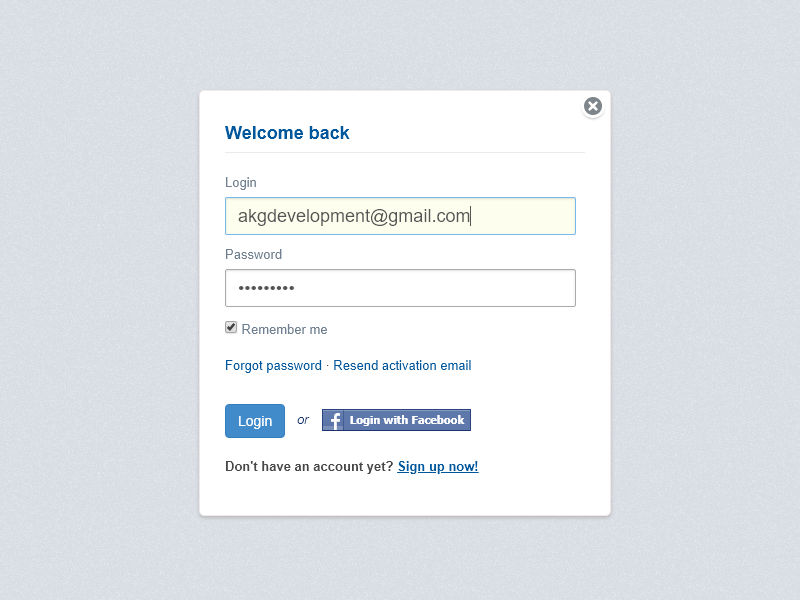 Welcome back
Login
akgdevelopment@gmail.com
Password
•••••••••
Remember me
Forgot password · Resend activation email
Login or Login with Facebook
Don't have an account yet? Sign up now!